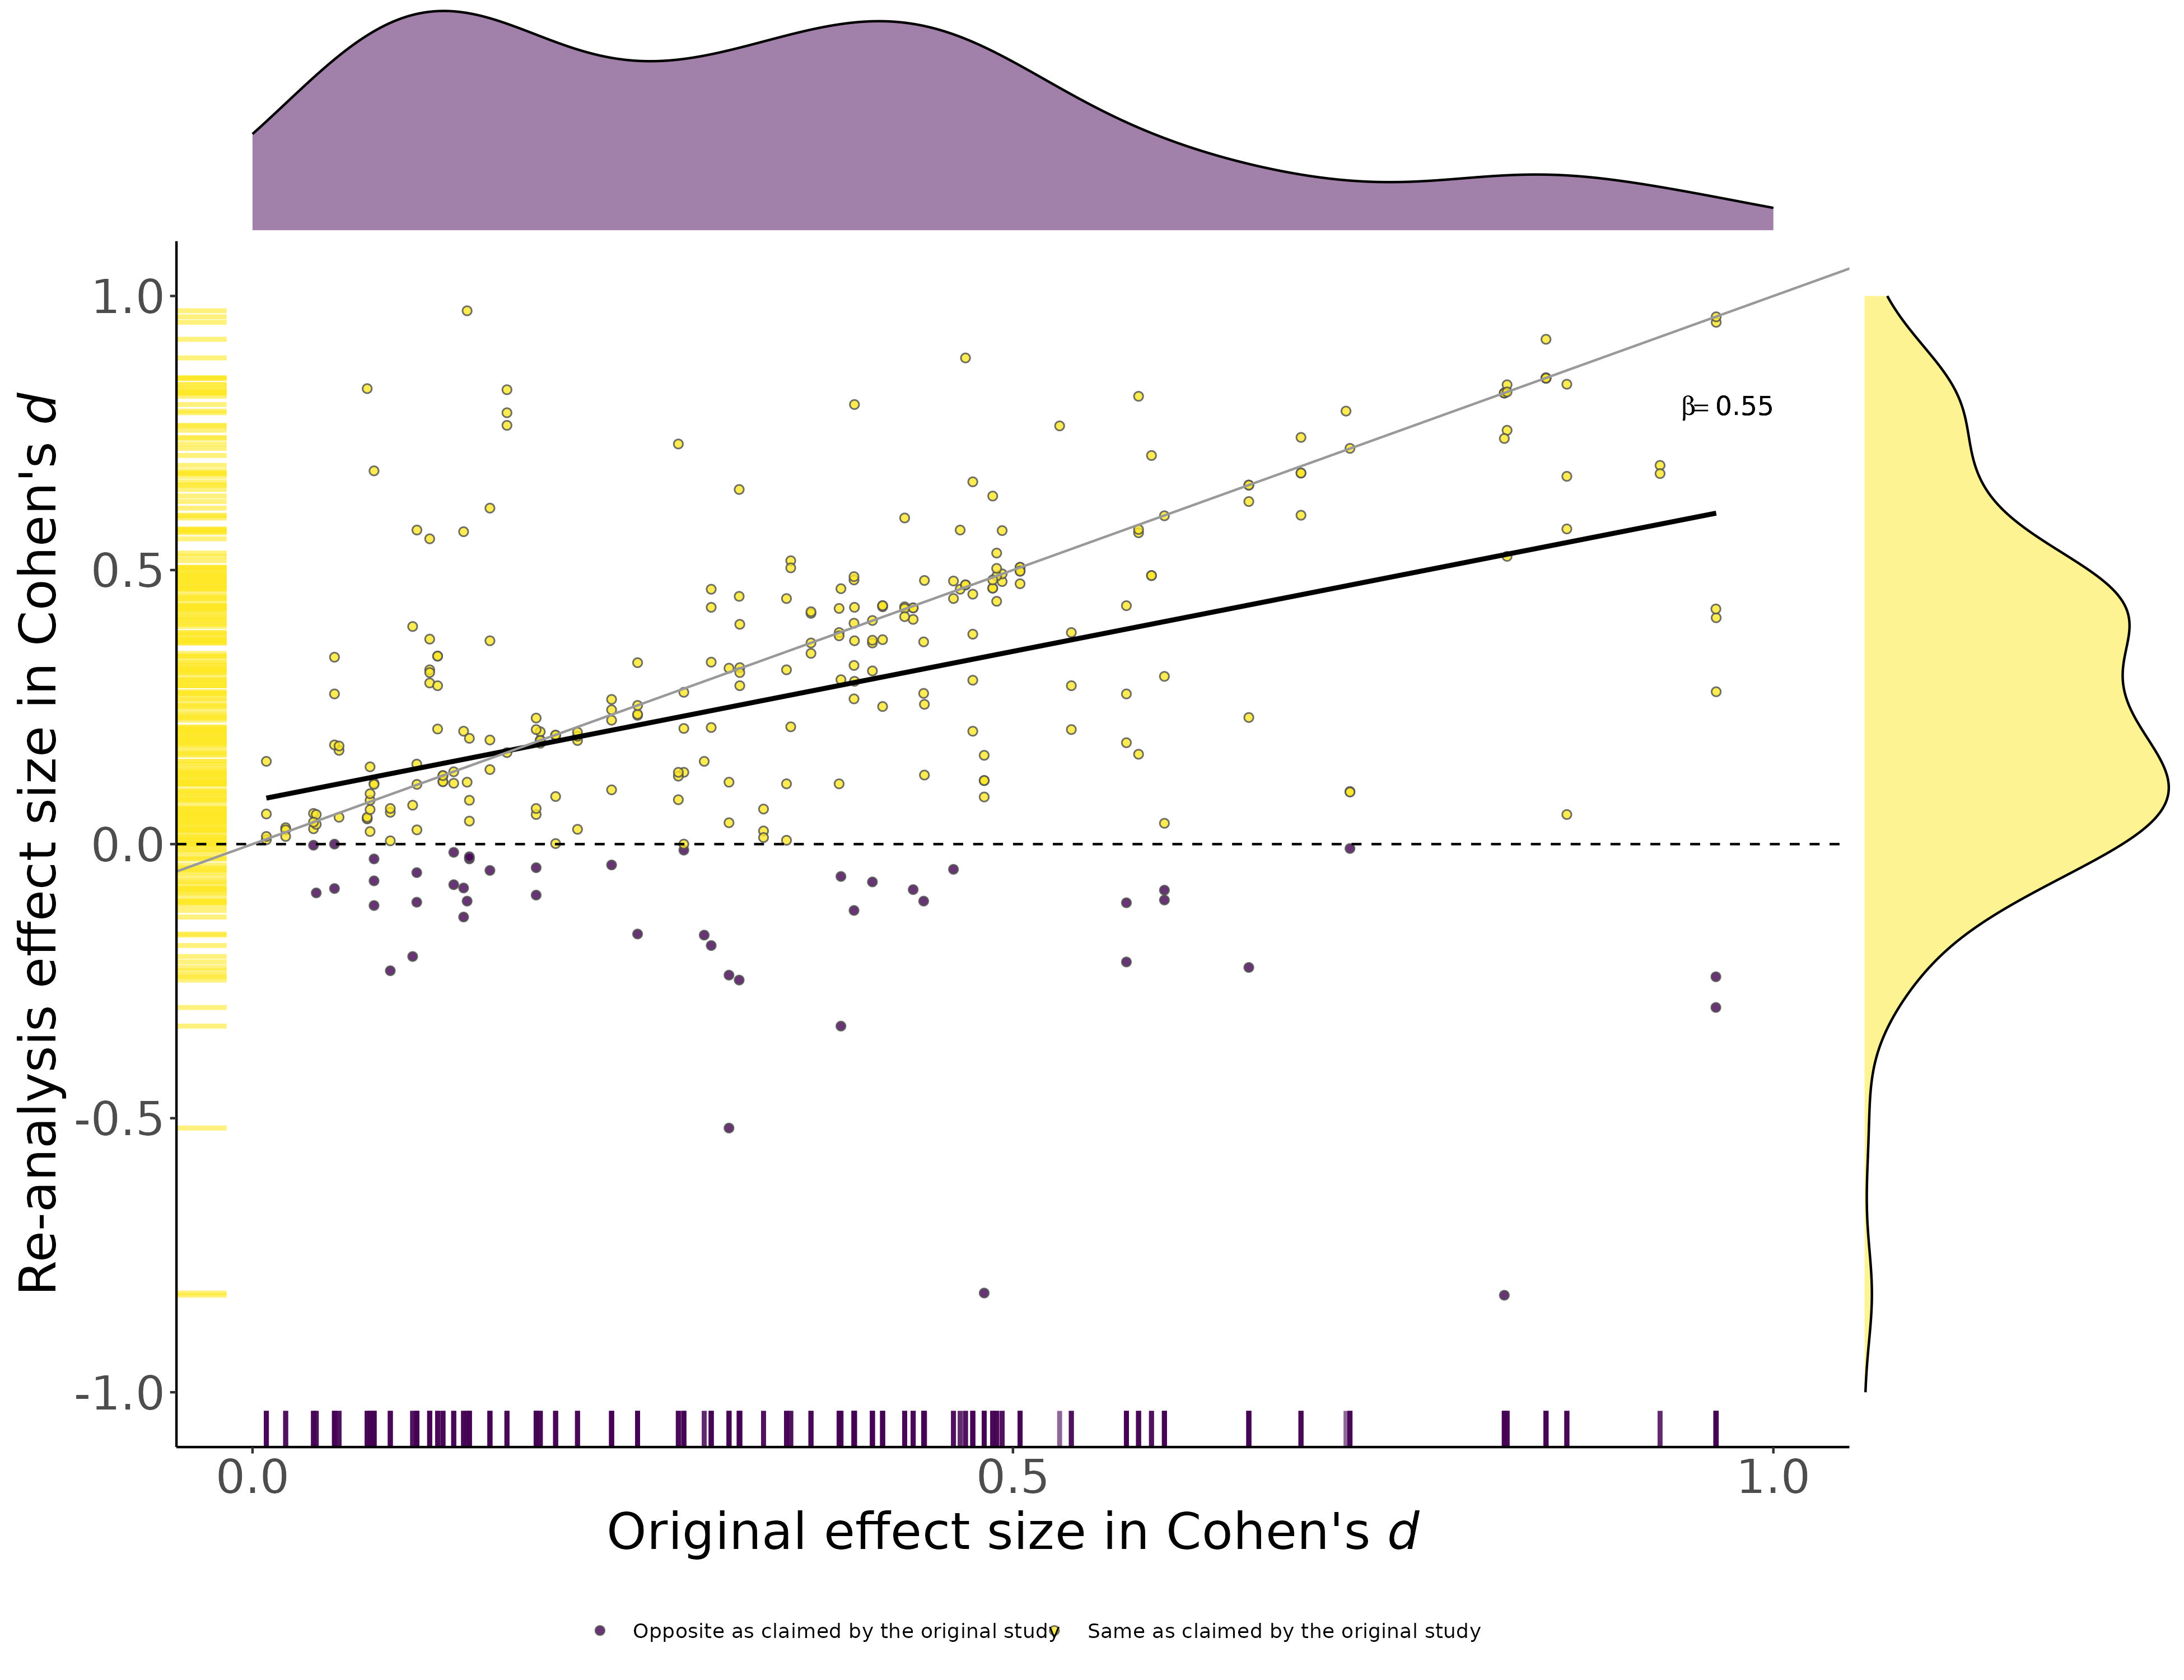 Re-analysis effect size in Cohen's d
1.0
0.5
0.0
-0.5
-1.0
β= 0.55
0.0 0.5 1.0
Original effect size in Cohen's d
Opposite as claimed by the original study Same as claimed by the original study